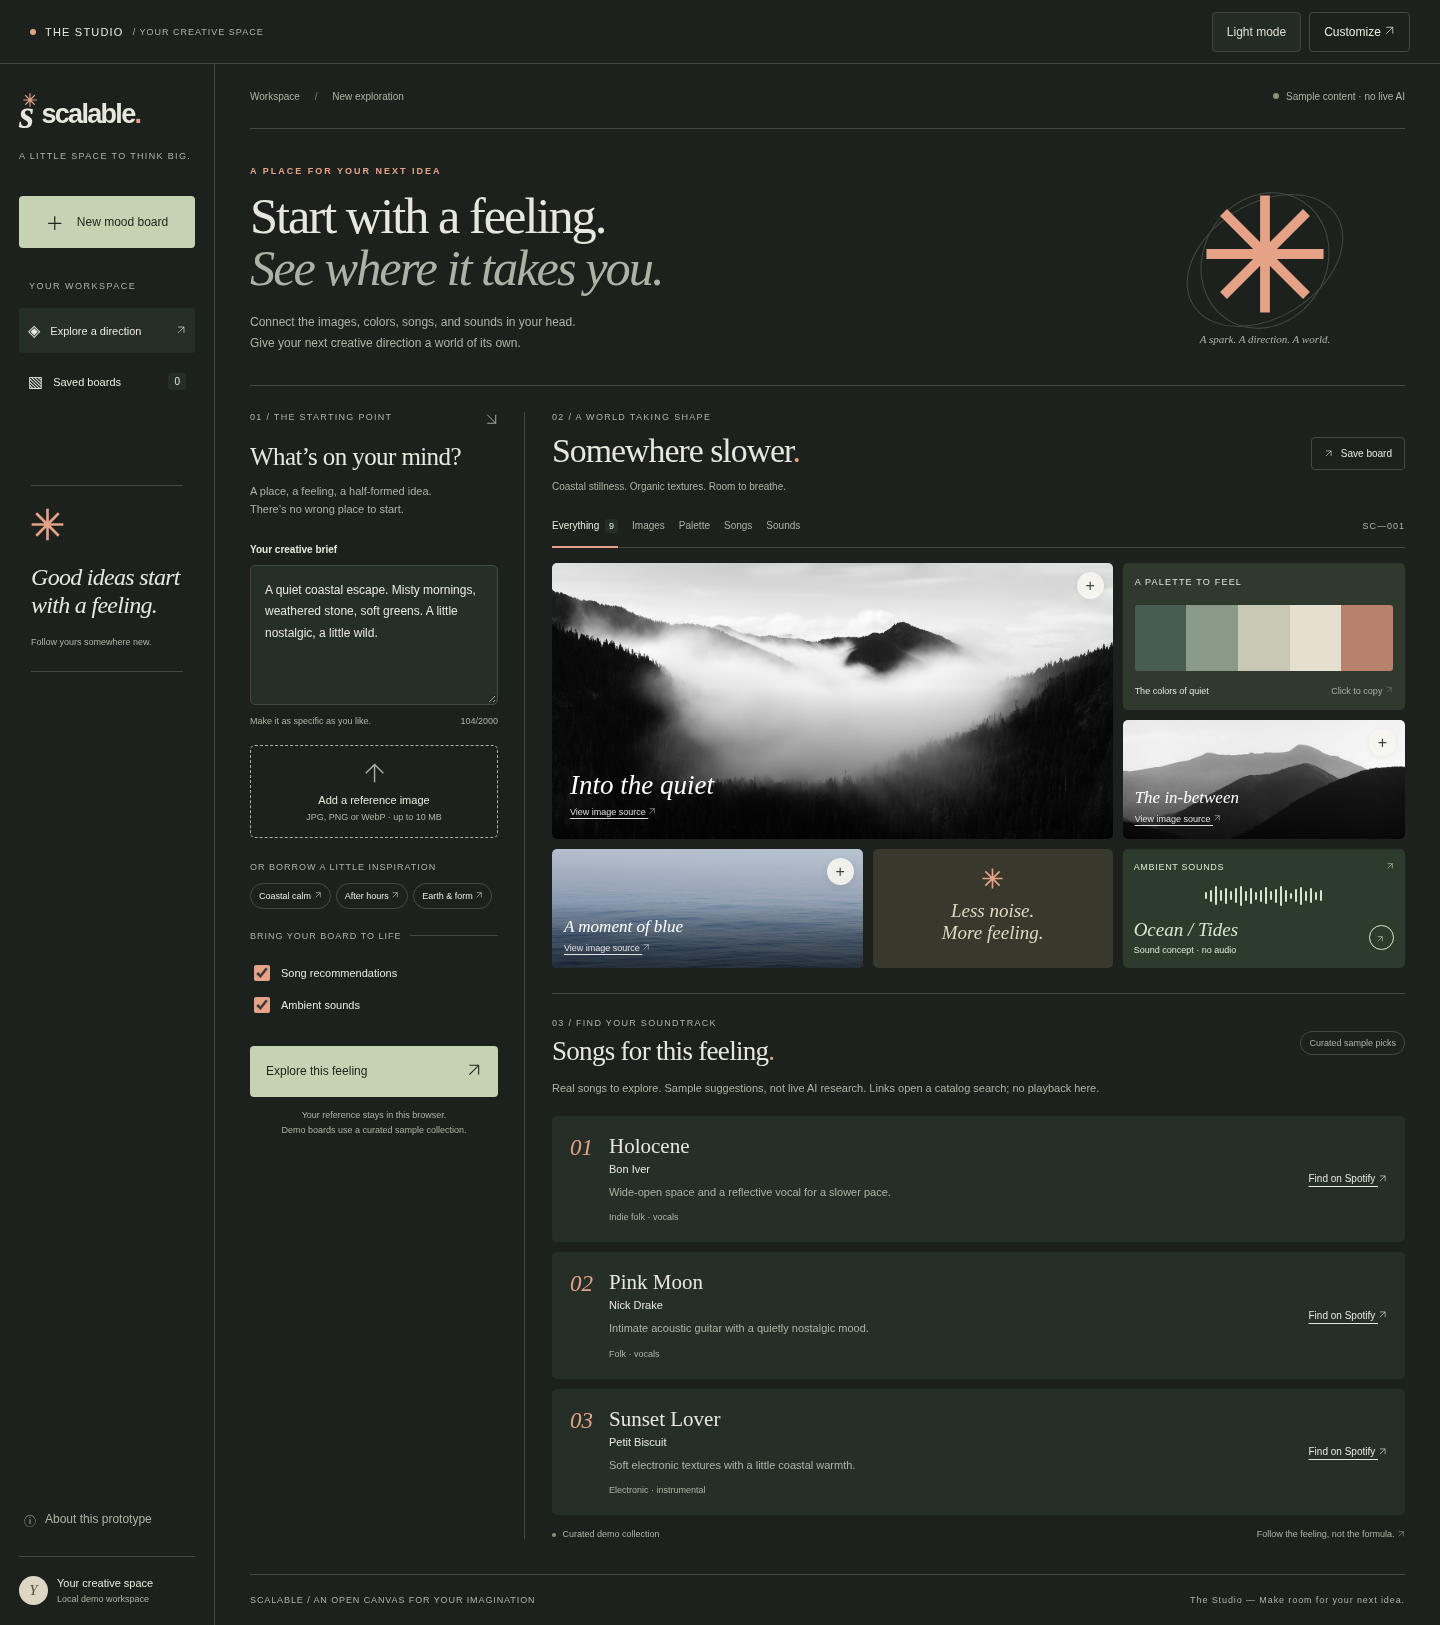 THE STUDIO / YOUR CREATIVE SPACE
Light mode
Customize
scalable.
A LITTLE SPACE TO THINK BIG.
New mood board
YOUR WORKSPACE
Explore a direction
Saved boards 0
Good ideas start
with a feeling.
Follow yours somewhere new.
About this prototype
Y
Your creative space
Local demo workspace
Workspace / New exploration
Sample content · no live AI
A PLACE FOR YOUR NEXT IDEA
Start with a feeling.
See where it takes you.
Connect the images, colors, songs, and sounds in your head.
Give your next creative direction a world of its own.
A spark. A direction. A world.
01 / THE STARTING POINT
What’s on your mind?
A place, a feeling, a half-formed idea.
There’s no wrong place to start.
Your creative brief
A quiet coastal escape. Misty mornings,
weathered stone, soft greens. A little
nostalgic, a little wild.
Make it as specific as you like. 104/2000
Add a reference image
JPG, PNG or WebP · up to 10 MB
OR BORROW A LITTLE INSPIRATION
Coastal calm
After hours
Earth & form
BRING YOUR BOARD TO LIFE
Song recommendations
Ambient sounds
Explore this feeling
Your reference stays in this browser.
Demo boards use a curated sample collection.
02 / A WORLD TAKING SHAPE
Somewhere slower.
Coastal stillness. Organic textures. Room to breathe.
Save board
Everything 9 Images Palette Songs Sounds
SC—001
Into the quiet
View image source
A PALETTE TO FEEL
The colors of quiet
Click to copy
The in-between
View image source
A moment of blue
View image source
Less noise.
More feeling.
AMBIENT SOUNDS
Ocean / Tides
Sound concept · no audio
03 / FIND YOUR SOUNDTRACK
Songs for this feeling.
Curated sample picks
Real songs to explore. Sample suggestions, not live AI research. Links open a catalog search; no playback here.
01 Holocene
Bon Iver
Wide-open space and a reflective vocal for a slower pace.
Indie folk · vocals
Find on Spotify
02 Pink Moon
Nick Drake
Intimate acoustic guitar with a quietly nostalgic mood.
Folk · vocals
Find on Spotify
03 Sunset Lover
Petit Biscuit
Soft electronic textures with a little coastal warmth.
Electronic · instrumental
Find on Spotify
Curated demo collection
Follow the feeling, not the formula.
SCALABLE / AN OPEN CANVAS FOR YOUR IMAGINATION
The Studio — Make room for your next idea.